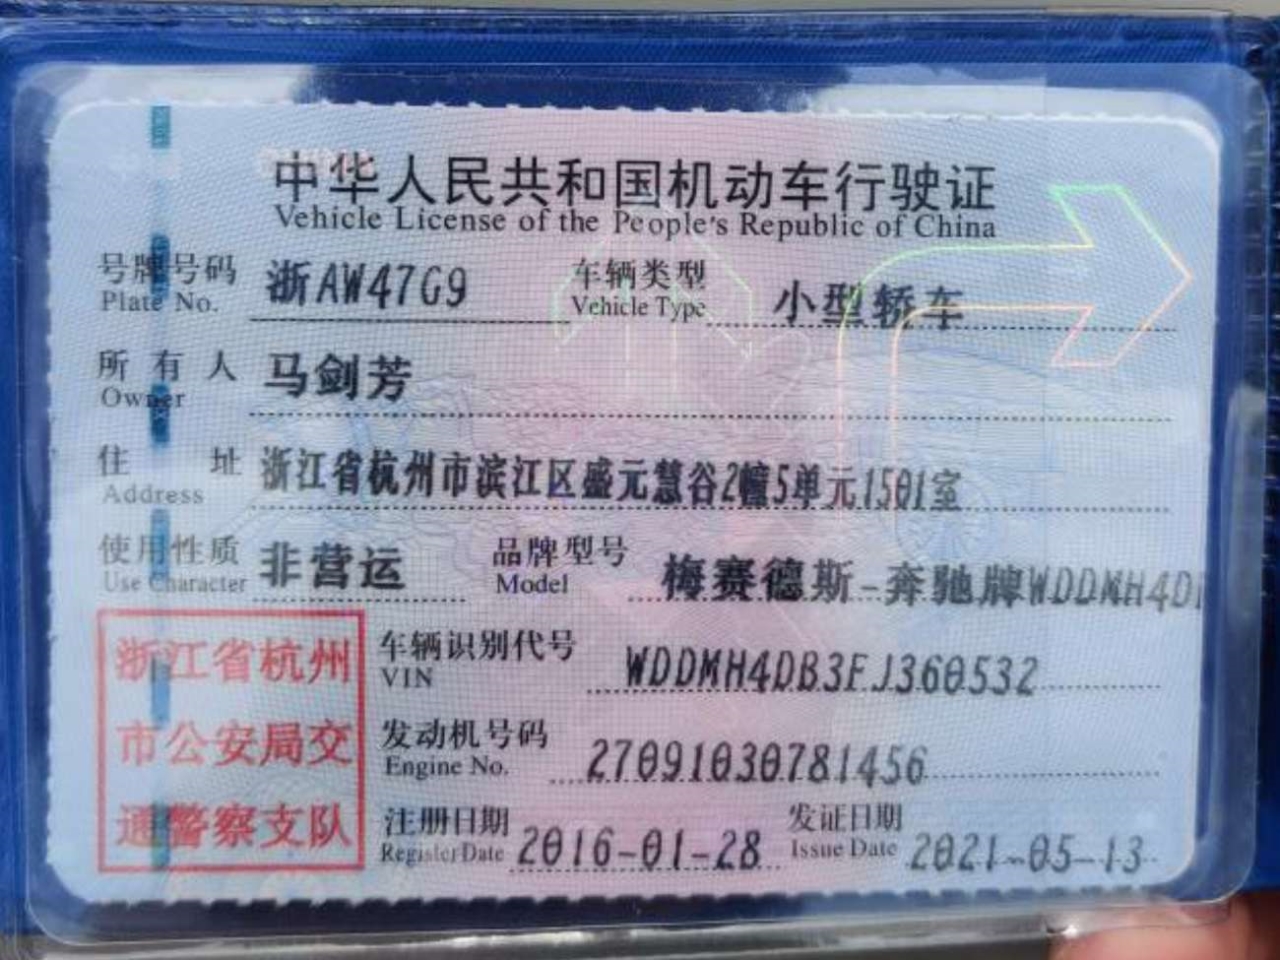 中华人民共和国机动车行驶证
Vehicle License of the People's Republic of China
号牌号码 浙AW47G9 车辆类型 小型轿车
Plate No. Vehicle Type
所有人 马剑芳
Owner
住址 浙江省杭州市滨江区盛元慧谷2幢5单元1501室
Address
使用性质 非营运 品牌型号 梅赛德斯-奔驰牌WDDMH4D
Use Character Model
浙江省杭州
市公安局交
通警察支队
车辆识别代号 WDDMH4DB3FJ360532
VIN
发动机号码 27091030781456
Engine No.
注册日期 2016-01-28 发证日期 2021-05-13
Register Date Issue Date